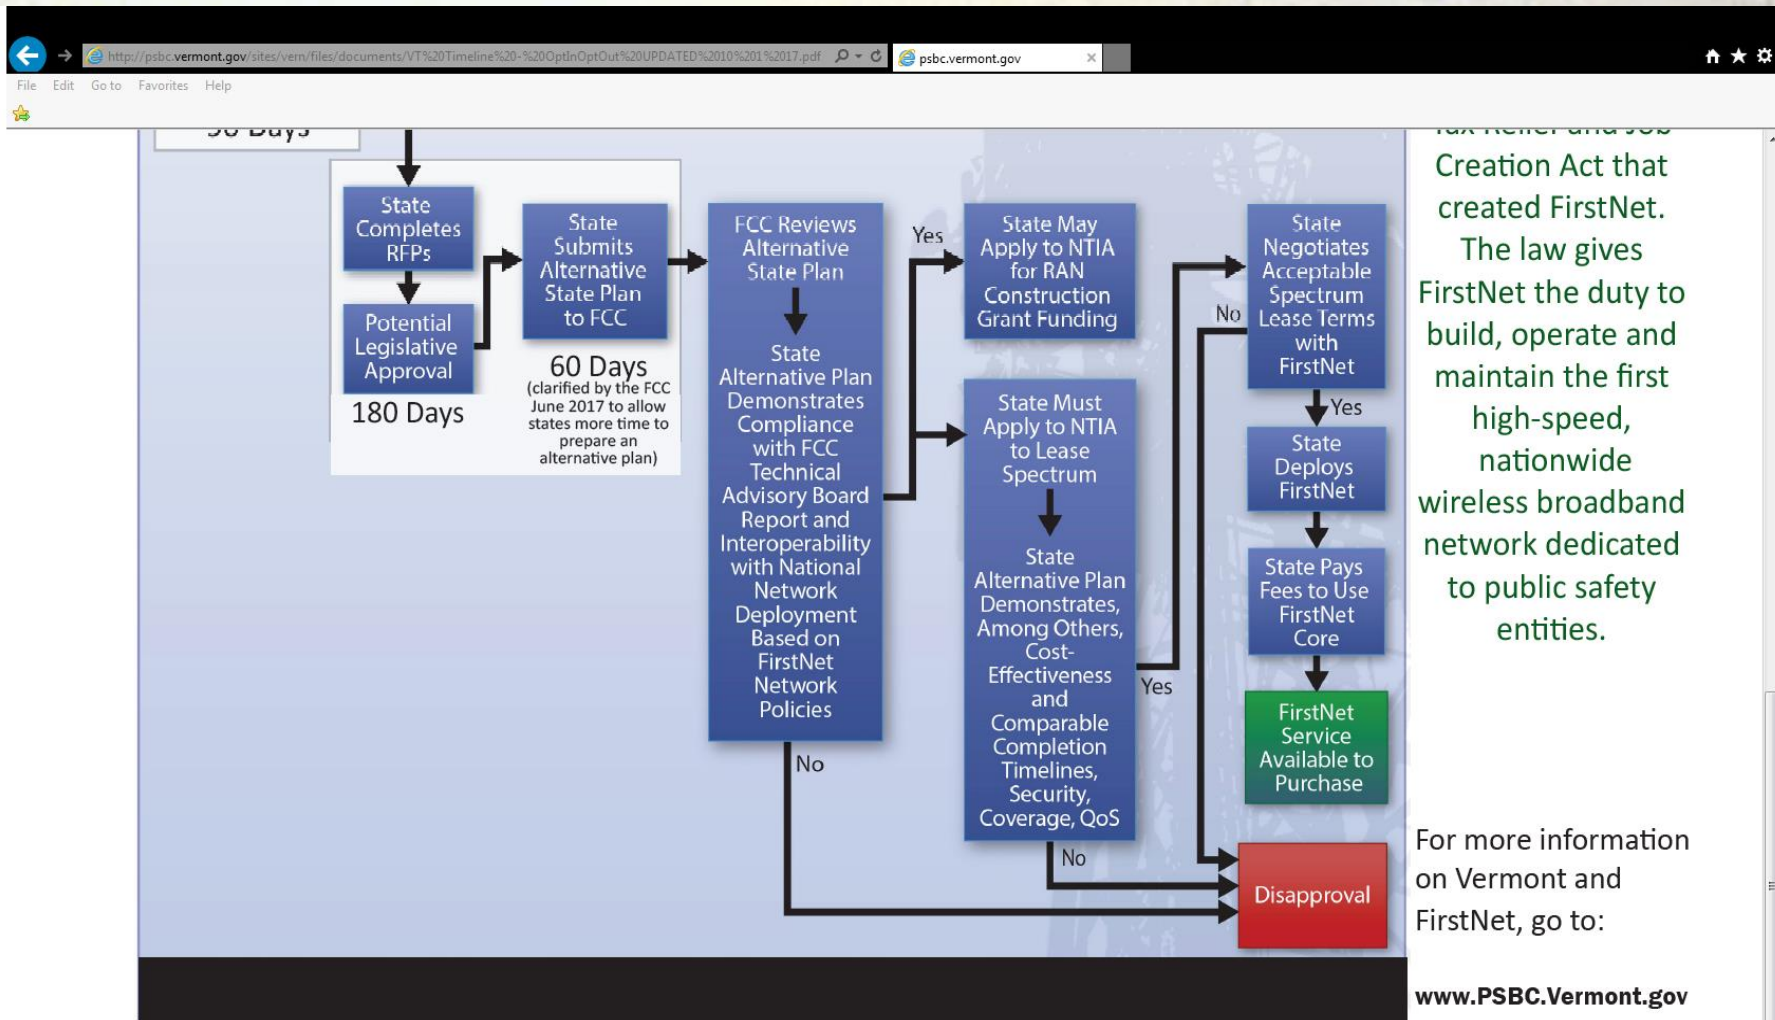 http://psbc.vermont.gov/sites/vern/files/documents/VT%20Timeline%20-%20OptInOptOut%20UPDATED%2010%201%2017.pdf
psbc.vermont.gov
File Edit Go to Favorites Help
90 Days
State
Completes
RFPs
Potential
Legislative
Approval
180 Days
State
Submits
Alternative
State Plan
to FCC
60 Days
(clarified by the FCC
June 2017 to allow
states more time to
prepare an
alternative plan)
FCC Reviews
Alternative
State Plan
State
Alternative Plan
Demonstrates
Compliance
with FCC
Technical
Advisory Board
Report and
Interoperability
with National
Network
Deployment
Based on
FirstNet
Network
Policies
No
Yes
State May
Apply to NTIA
for RAN
Construction
Grant Funding
State Must
Apply to NTIA
to Lease
Spectrum
State
Alternative Plan
Demonstrates,
Among Others,
Cost-
Effectiveness
and
Comparable
Completion
Timelines,
Security,
Coverage, QoS
No
Yes
State
Negotiates
Acceptable
Spectrum
Lease Terms
with
FirstNet
No
Yes
State
Deploys
FirstNet
State Pays
Fees to Use
FirstNet
Core
FirstNet
Service
Available to
Purchase
Disapproval
Tax Relief and Job
Creation Act that
created FirstNet.
The law gives
FirstNet the duty to
build, operate and
maintain the first
high-speed,
nationwide
wireless broadband
network dedicated
to public safety
entities.
For more information
on Vermont and
FirstNet, go to:
www.PSBC.Vermont.gov